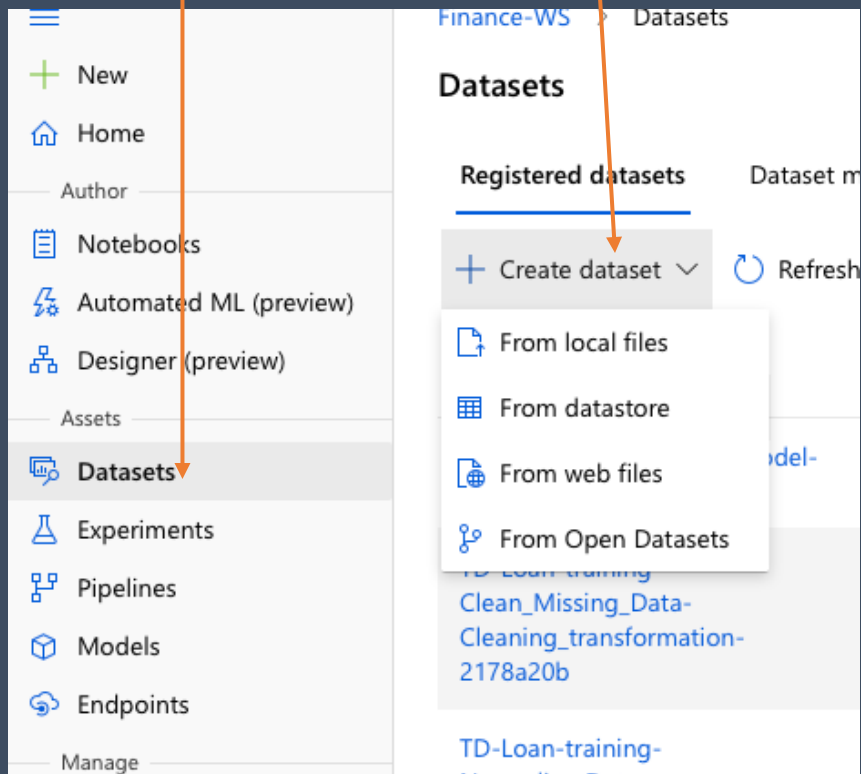 Finance-WS > Datasets
New
Home
Author
Notebooks
Automated ML (preview)
Designer (preview)
Assets
Datasets
Experiments
Pipelines
Models
Endpoints
Manage
Datasets
Registered datasets
Dataset m
Create dataset
Refresh
From local files
From datastore
From web files
From Open Datasets
odel-
TD-Loan-training-
Clean_Missing_Data-
Cleaning_transformation-
2178a20b
TD-Loan-training-